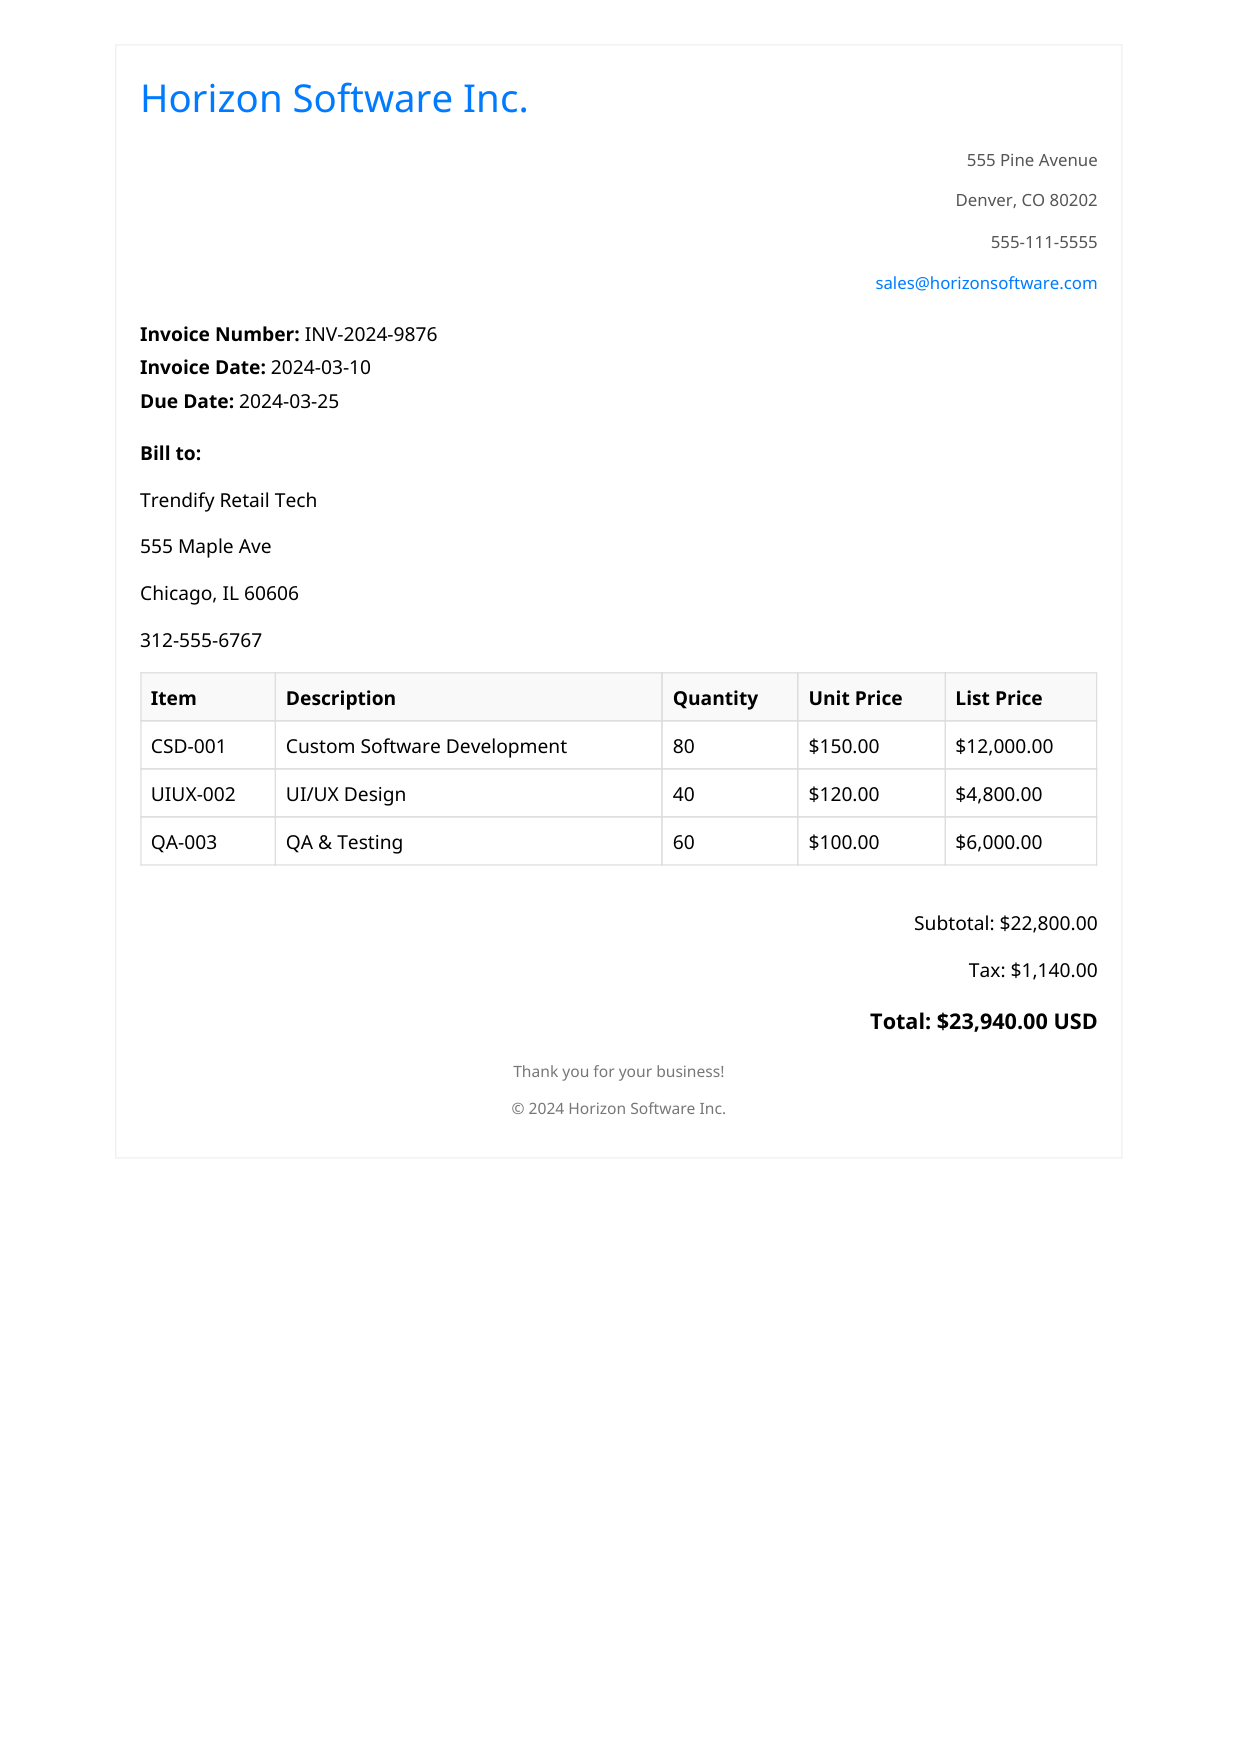 Horizon Software Inc.
555 Pine Avenue
Denver, CO 80202
555-111-5555
sales@horizonsoftware.com
Invoice Number: INV-2024-9876
Invoice Date: 2024-03-10
Due Date: 2024-03-25
Bill to:
Trendify Retail Tech
555 Maple Ave
Chicago, IL 60606
312-555-6767
Item Description Quantity Unit Price List Price
CSD-001 Custom Software Development 80 $150.00 $12,000.00
UIUX-002 UI/UX Design 40 $120.00 $4,800.00
QA-003 QA & Testing 60 $100.00 $6,000.00
Subtotal: $22,800.00
Tax: $1,140.00
Total: $23,940.00 USD
Thank you for your business!
© 2024 Horizon Software Inc.